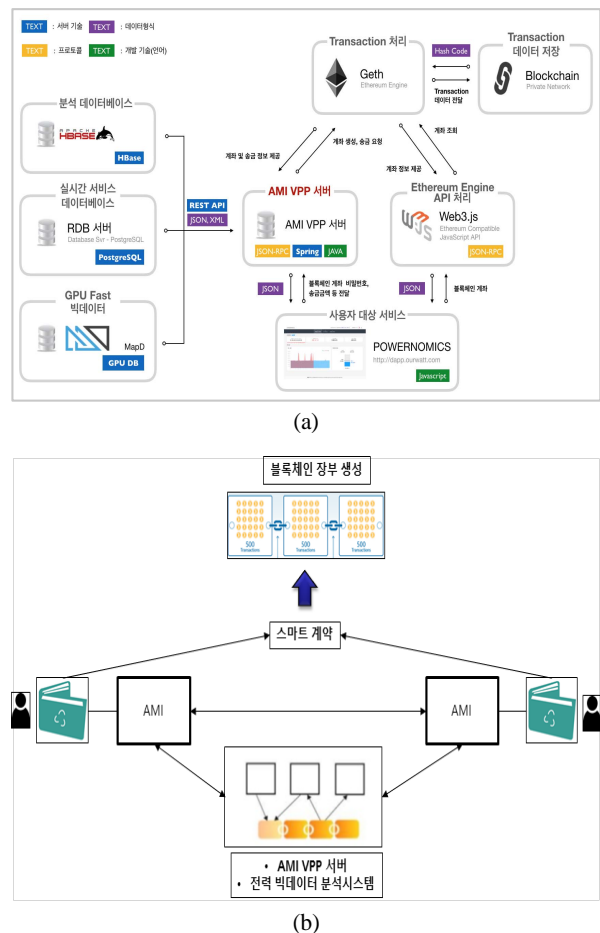 TEXT : 서버 기술
TEXT : 데이터형식
TEXT : 프로토콜
TEXT : 개발 기술(언어)
Transaction 처리
Geth
Ethereum Engine
Hash Code
Transaction
데이터 전달
Transaction
데이터 저장
Blockchain
Private Network
분석 데이터베이스
APACHE
HBASE
HBase
계좌 및 송금 정보 제공
계좌 생성, 송금 요청
계좌 조회
계좌 정보 제공
실시간 서비스
데이터베이스
RDB 서버
Database Svr - PostgreSQL
PostgreSQL
REST API
JSON, XML
AMI VPP 서버
AMI VPP 서버
JSON-RPC
Spring
JAVA
Ethereum Engine
API 처리
Web3.js
Ethereum Compatible
JavaScript API
JSON-RPC
GPU Fast
빅데이터
MapD
GPU DB
JSON
블록체인 계좌 비밀번호,
송금금액 등 전달
JSON
블록체인 계좌
사용자 대상 서비스
POWERNOMICS
http://dapp.ourwatt.com
Javascript
(a)
블록체인 장부 생성
500
Transactions
500
Transactions
500
Transactions
스마트 계약
AMI
AMI
• AMI VPP 서버
• 전력 빅데이터 분석시스템
(b)